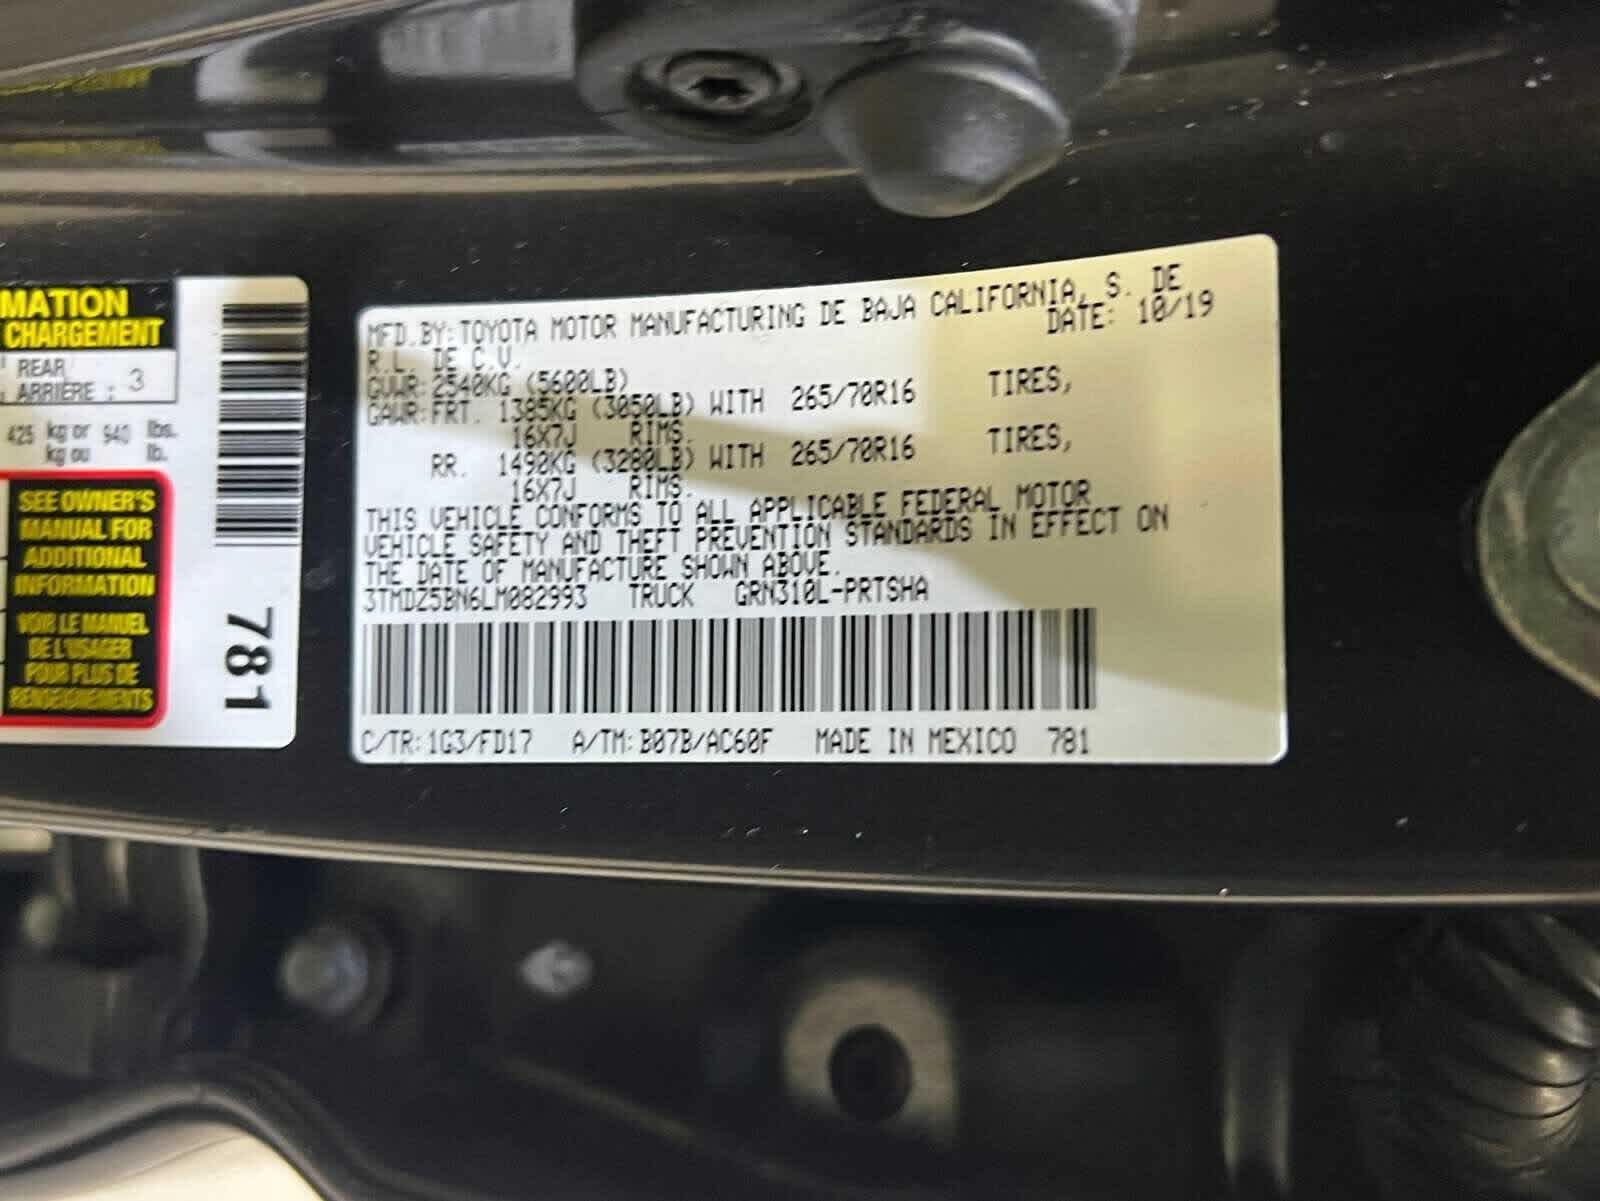 MATION
CHARGEMENT
REAR
ARRIÈRE : 3
425 kg or 940 lbs.
kg ou lb.
SEE OWNER'S
MANUAL FOR
ADDITIONAL
INFORMATION
VOIR LE MANUEL
DE L'USAGER
POUR PLUS DE
RENSEIGNEMENTS
781
MFD.BY:TOYOTA MOTOR MANUFACTURING DE BAJA CALIFORNIA, S. DE
R.L. DE C.V. DATE: 10/19
GVWR:2540KG (5600LB)
GAWR:FRT. 1385KG (3050LB) WITH 265/70R16 TIRES,
16X7J RIMS.
RR. 1490KG (3280LB) WITH 265/70R16 TIRES,
16X7J RIMS.
THIS VEHICLE CONFORMS TO ALL APPLICABLE FEDERAL MOTOR
VEHICLE SAFETY AND THEFT PREVENTION STANDARDS IN EFFECT ON
THE DATE OF MANUFACTURE SHOWN ABOVE.
3TMDZ5BN6LM082993 TRUCK GRN310L-PRTSHA
C/TR:1G3/FD17 A/TM:B07B/AC60F MADE IN MEXICO 781